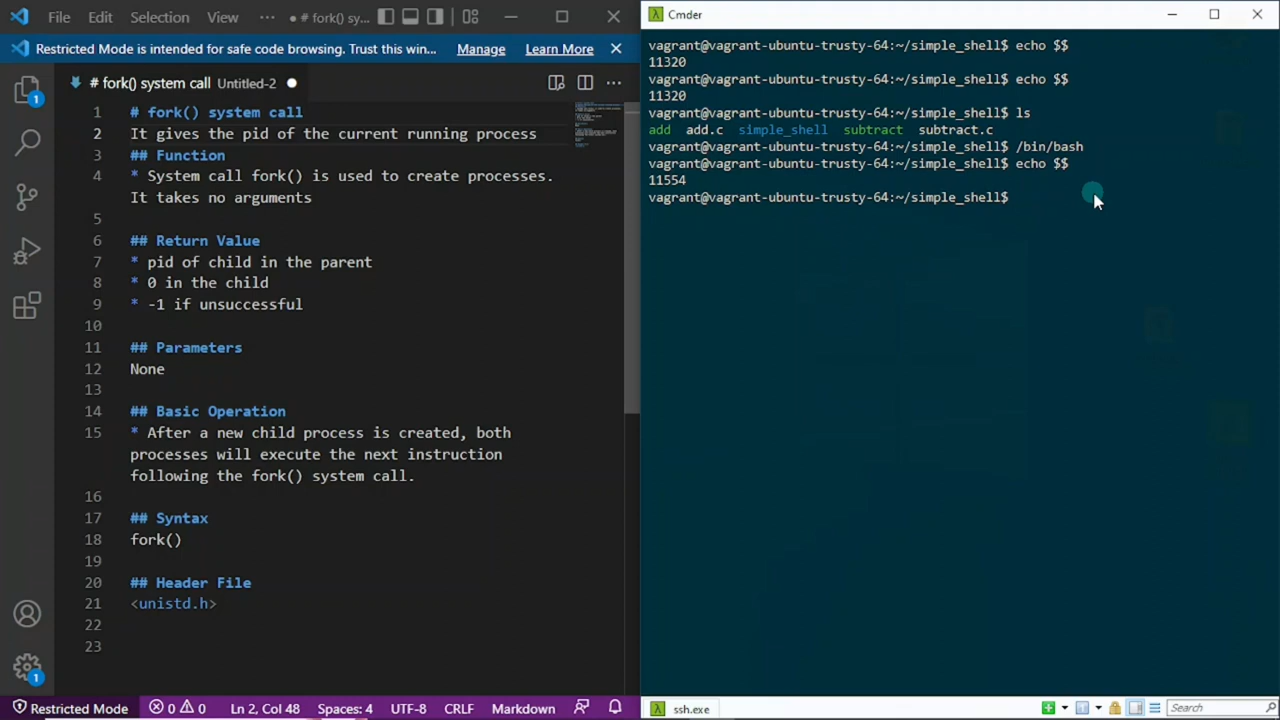 File Edit Selection View ··· ● # fork() sy...
Restricted Mode is intended for safe code browsing. Trust this win... Manage Learn More
# fork() system call Untitled-2 ●
1 # fork() system call
2 It gives the pid of the current running process
3 ## Function
4 * System call fork() is used to create processes.
It takes no arguments
5
6 ## Return Value
7 * pid of child in the parent
8 * 0 in the child
9 * -1 if unsuccessful
10
11 ## Parameters
12 None
13
14 ## Basic Operation
15 * After a new child process is created, both
processes will execute the next instruction
following the fork() system call.
16
17 ## Syntax
18 fork()
19
20 ## Header File
21 <unistd.h>
22
23
1
1
Restricted Mode 0 0 Ln 2, Col 48 Spaces: 4 UTF-8 CRLF Markdown
λ Cmder
vagrant@vagrant-ubuntu-trusty-64:~/simple_shell$ echo $$
11320
vagrant@vagrant-ubuntu-trusty-64:~/simple_shell$ echo $$
11320
vagrant@vagrant-ubuntu-trusty-64:~/simple_shell$ ls
add add.c simple_shell subtract subtract.c
vagrant@vagrant-ubuntu-trusty-64:~/simple_shell$ /bin/bash
vagrant@vagrant-ubuntu-trusty-64:~/simple_shell$ echo $$
11554
vagrant@vagrant-ubuntu-trusty-64:~/simple_shell$
λ ssh.exe Search